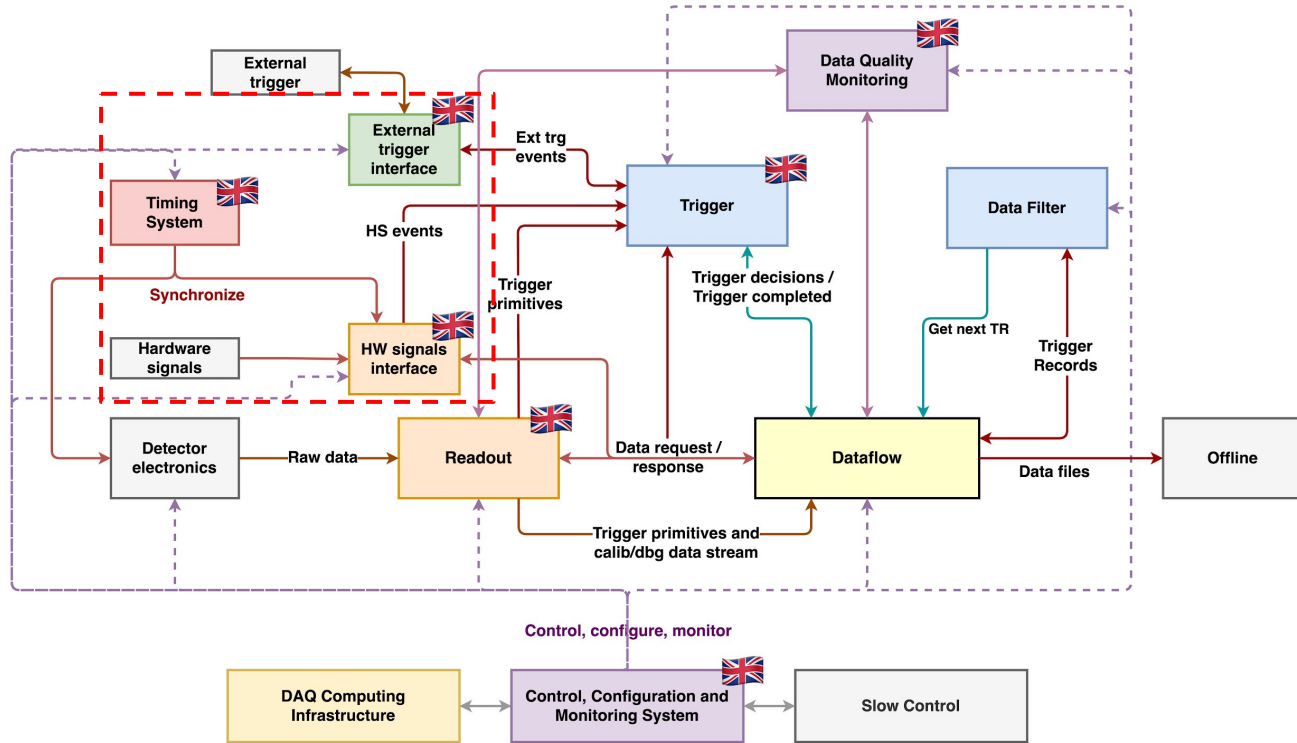 External
trigger
Data Quality
Monitoring
External
trigger
interface
Ext trg
events
Timing
System
Trigger
Data Filter
HS events
Synchronize
Trigger
primitives
Trigger decisions /
Trigger completed
Get next TR
Trigger
Records
Hardware
signals
HW signals
interface
Detector
electronics
Raw data
Readout
Data request /
response
Dataflow
Data files
Offline
Trigger primitives and
calib/dbg data stream
Control, configure, monitor
DAQ Computing
Infrastructure
Control, Configuration and
Monitoring System
Slow Control